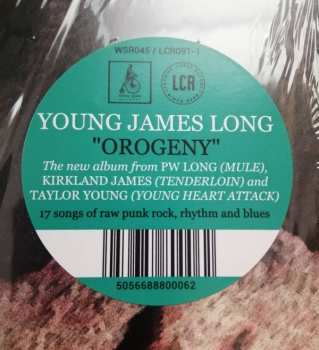 WSR045 / LCR091-1
LCR
YOUNG JAMES LONG
"OROGENY"
The new album from PW LONG (MULE),
KIRKLAND JAMES (TENDERLOIN) and
TAYLOR YOUNG (YOUNG HEART ATTACK)
17 songs of raw punk rock, rhythm and blues
5056688800062